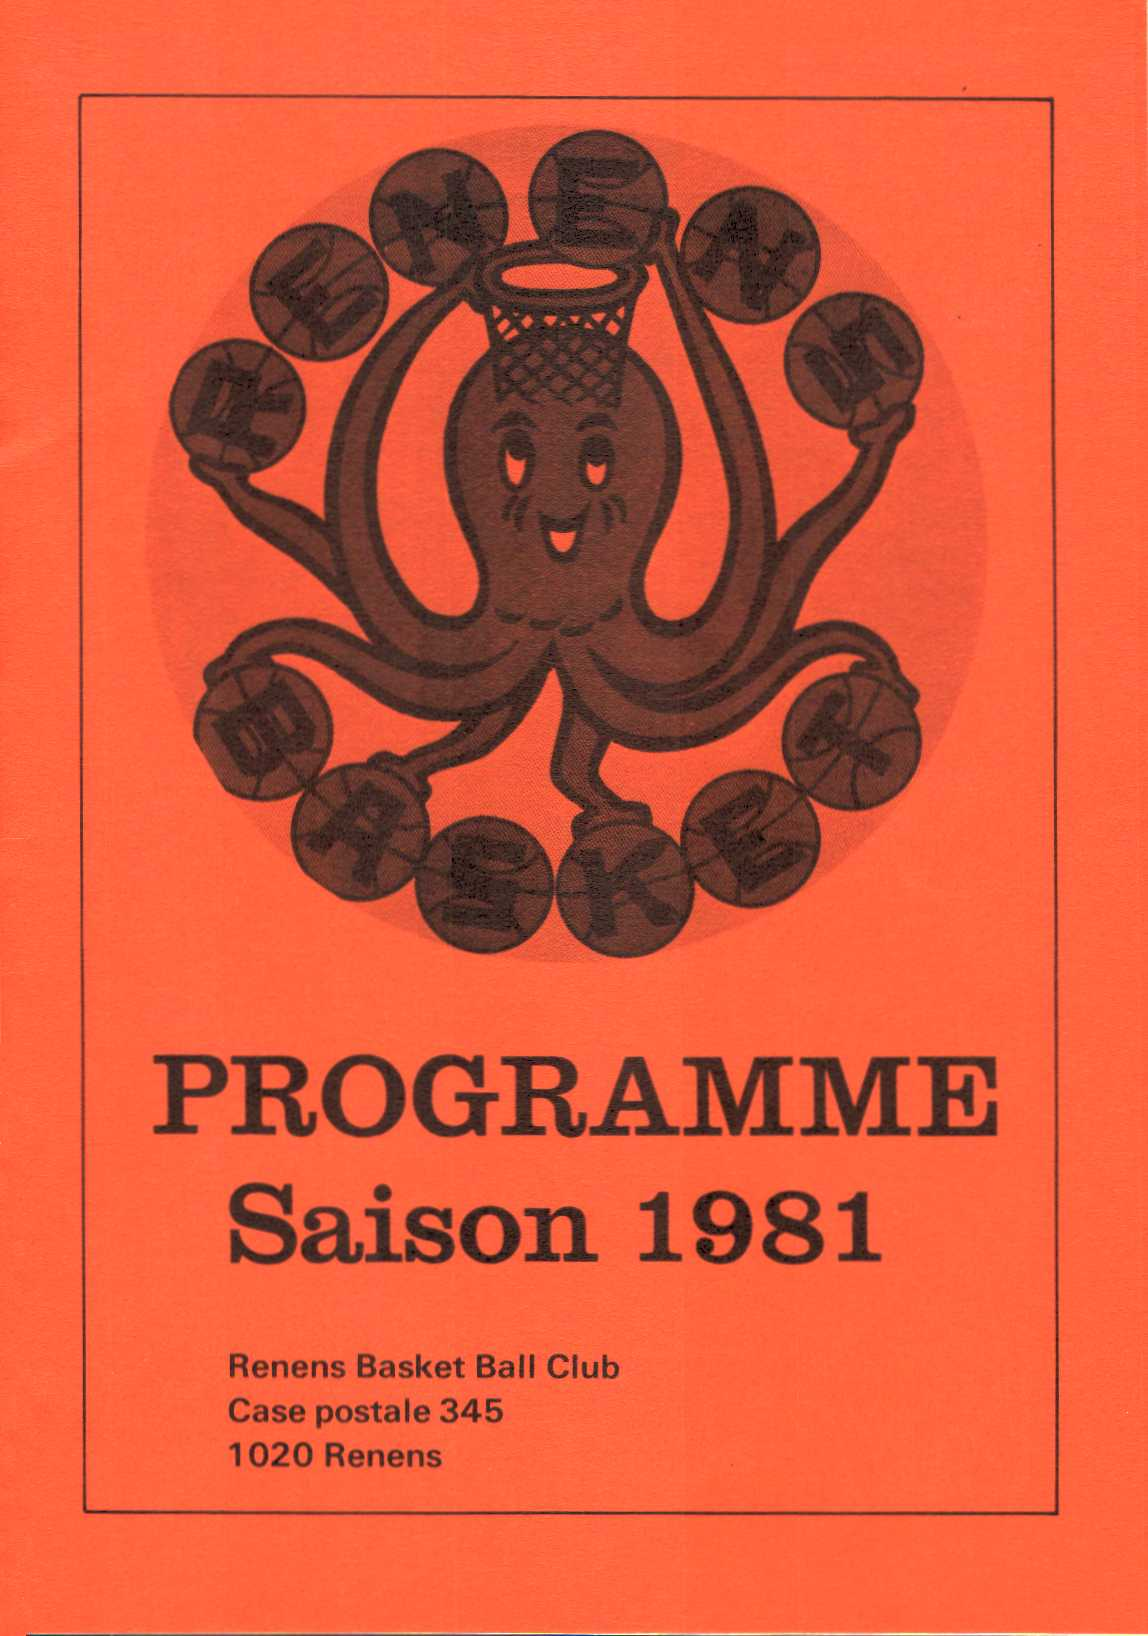 RENENS
BASKET
PROGRAMME
Saison 1981
Renens Basket Ball Club
Case postale 345
1020 Renens